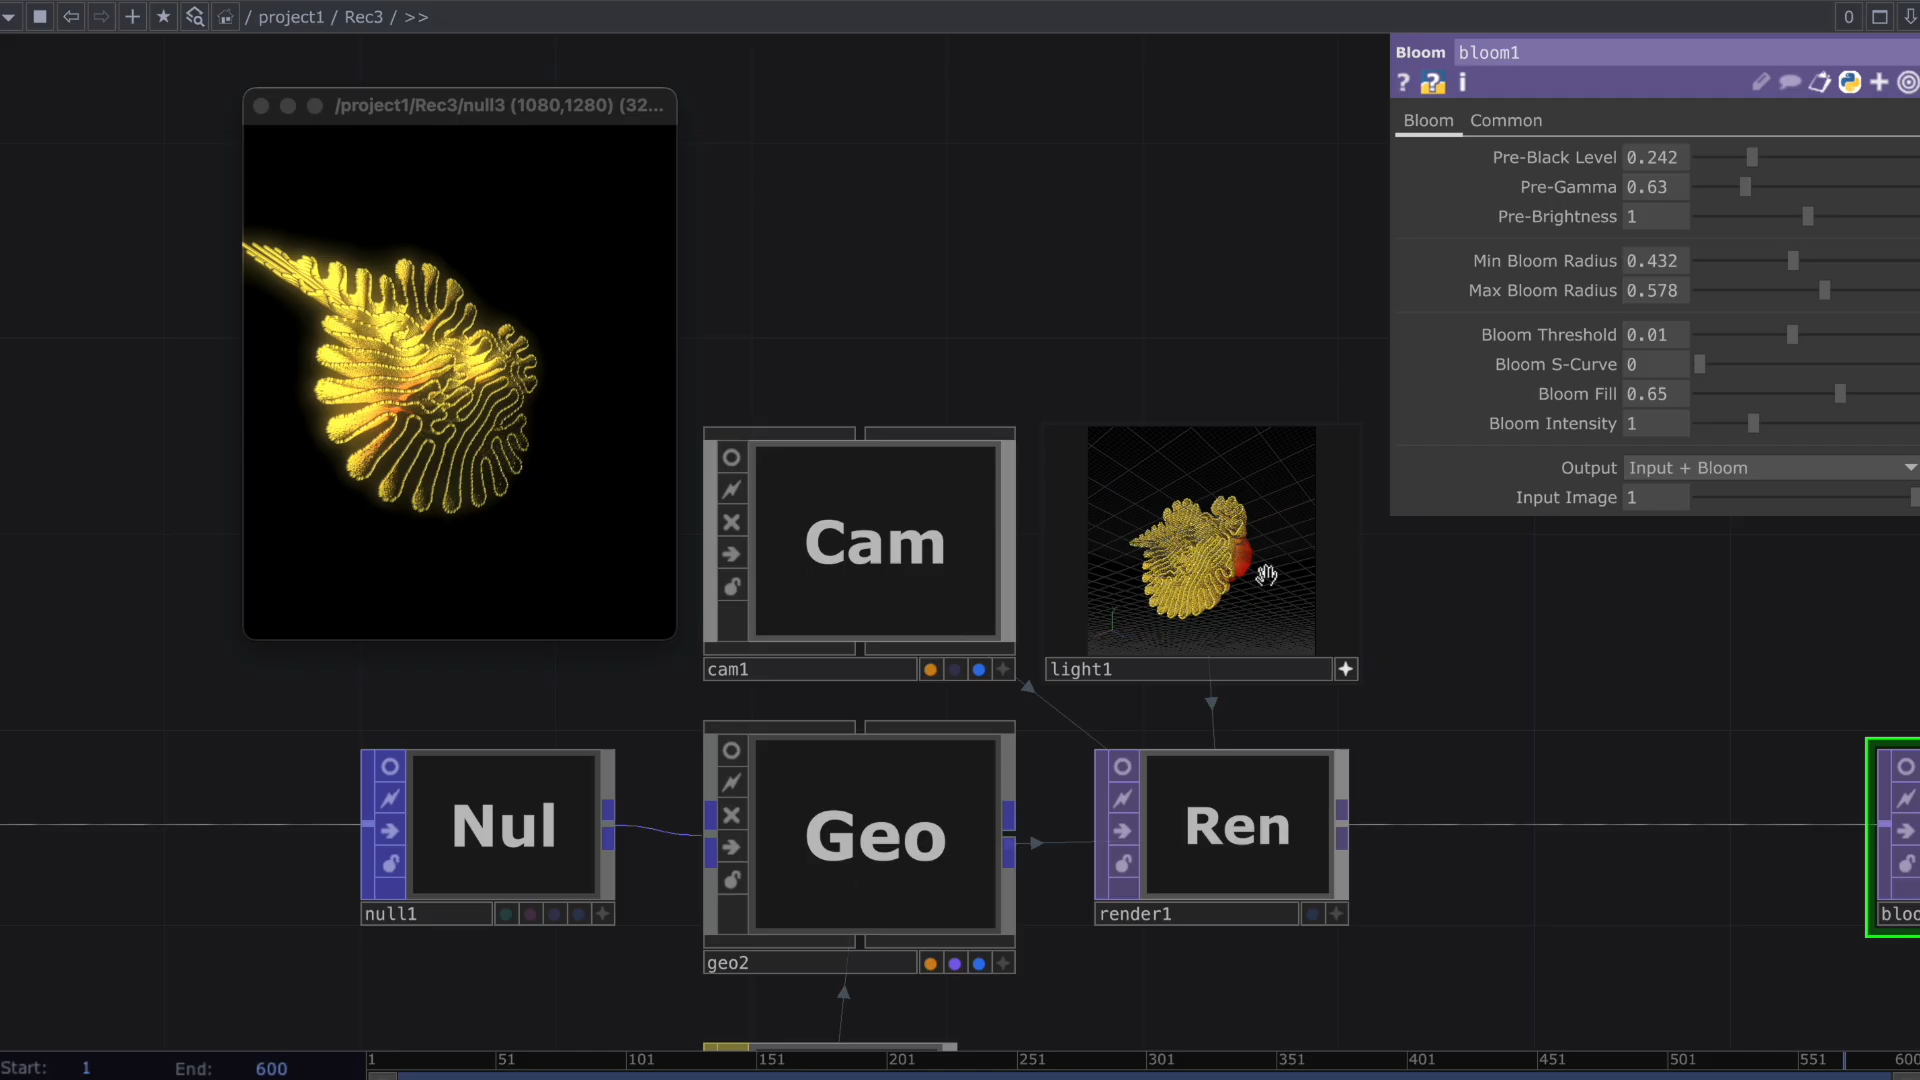 / project1 / Rec3 / >>
0
Bloom bloom1
? ? i
/project1/Rec3/null3 (1080,1280) (32...
Bloom Common
Pre-Black Level 0.242
Pre-Gamma 0.63
Pre-Brightness 1
Min Bloom Radius 0.432
Max Bloom Radius 0.578
Bloom Threshold 0.01
Bloom S-Curve 0
Bloom Fill 0.65
Bloom Intensity 1
Output Input + Bloom
Input Image 1
Cam
cam1
light1
Nul
null1
Geo
geo2
Ren
render1
bloo
Start: 1 End: 600
1 51 101 151 201 251 301 351 401 451 501 551 600